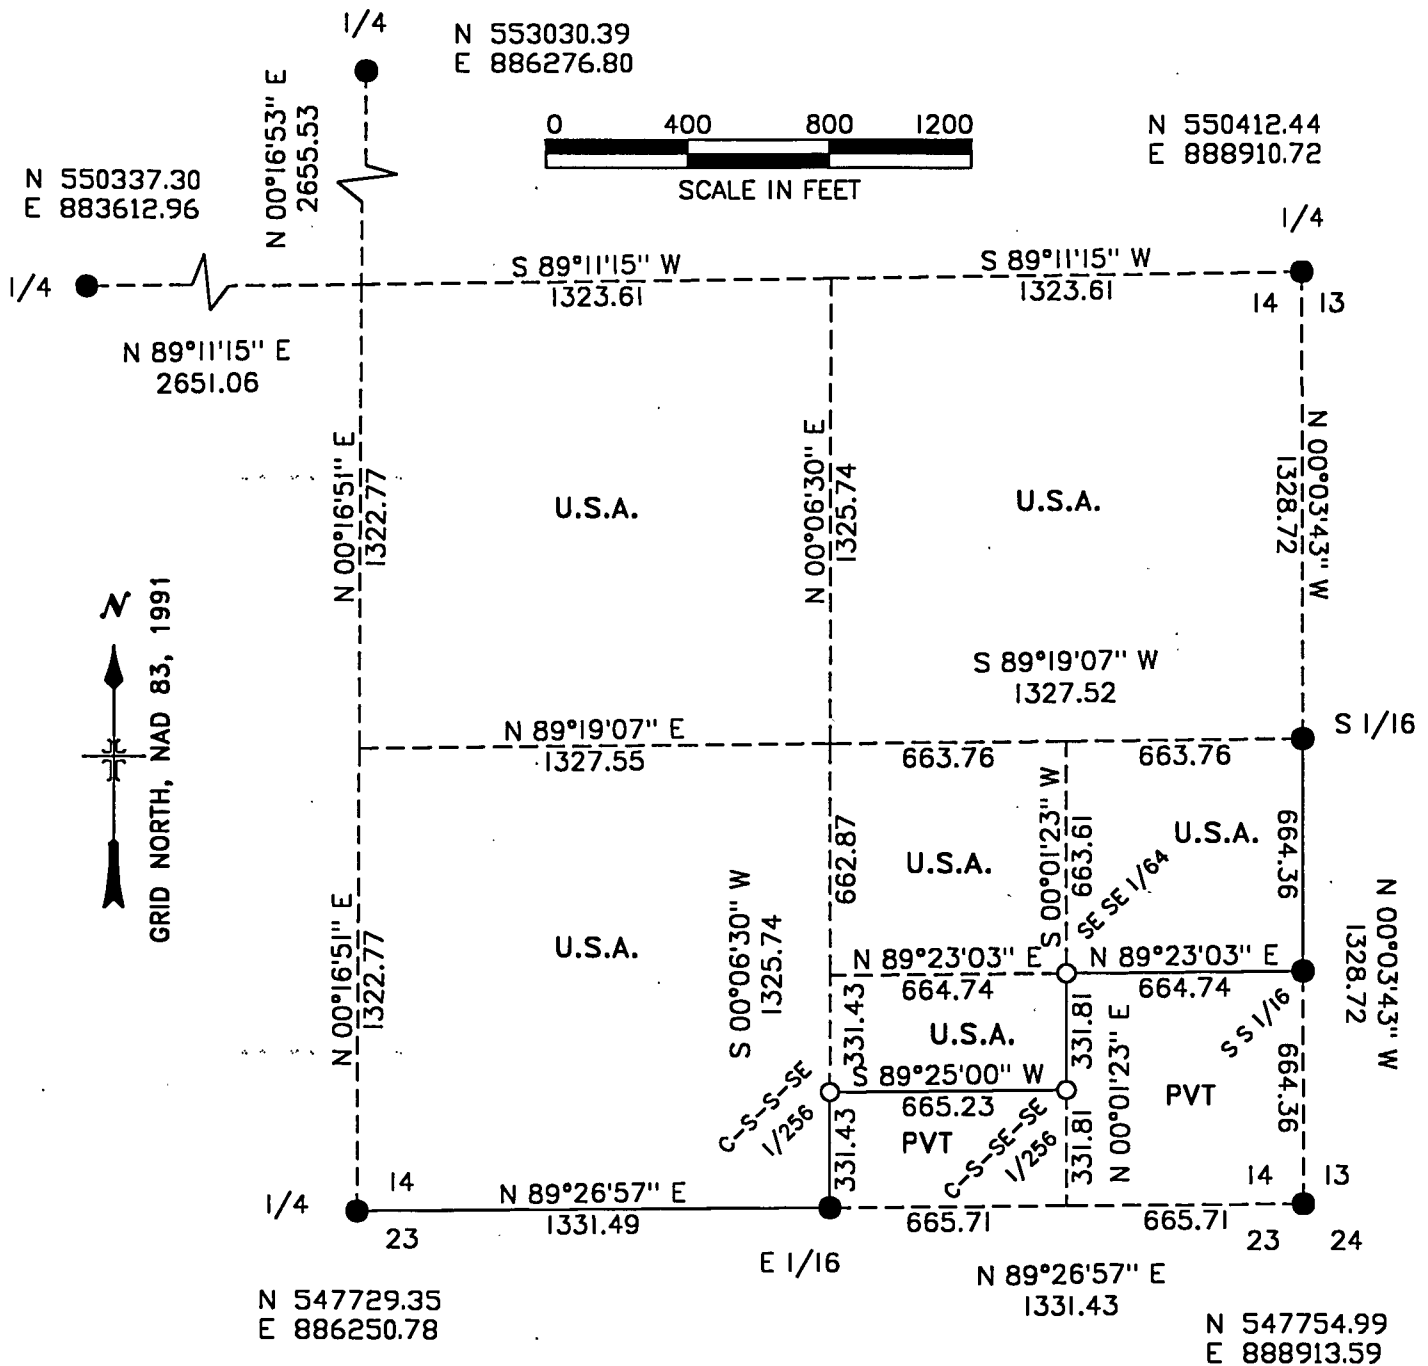 1/4
N 553030.39
E 886276.80
N 00°16'53" E
2655.53
0 400 800 1200
SCALE IN FEET
N 550412.44
E 888910.72
N 550337.30
E 883612.96
1/4
1/4
S 89°11'15" W
1323.61
S 89°11'15" W
1323.61
14 13
N 89°11'15" E
2651.06
N 00°16'51" E
1322.77
U.S.A.
N 00°06'30" E
1325.74
U.S.A.
N 00°03'43" W
1328.72
N
GRID NORTH, NAD 83, 1991
S 89°19'07" W
1327.52
S 1/16
N 89°19'07" E
1327.55
663.76
663.76
662.87
U.S.A.
S 00°01'23" W
663.61
SE SE 1/64
U.S.A.
664.36
N 00°16'51" E
1322.77
U.S.A.
S 00°06'30" W
1325.74
N 89°23'03" E
664.74
N 89°23'03" E
664.74
N 00°03'43" W
1328.72
331.43
U.S.A.
331.81
N 00°01'23" E
S S 1/16
664.36
S 89°25'00" W
665.23
C-S-S-SE
1/256
331.43
PVT
C-S-SE-SE
1/256
331.81
PVT
1/4
14
23
N 89°26'57" E
1331.49
665.71
665.71
14 13
23 24
E 1/16
N 89°26'57" E
1331.43
N 547729.35
E 886250.78
N 547754.99
E 888913.59